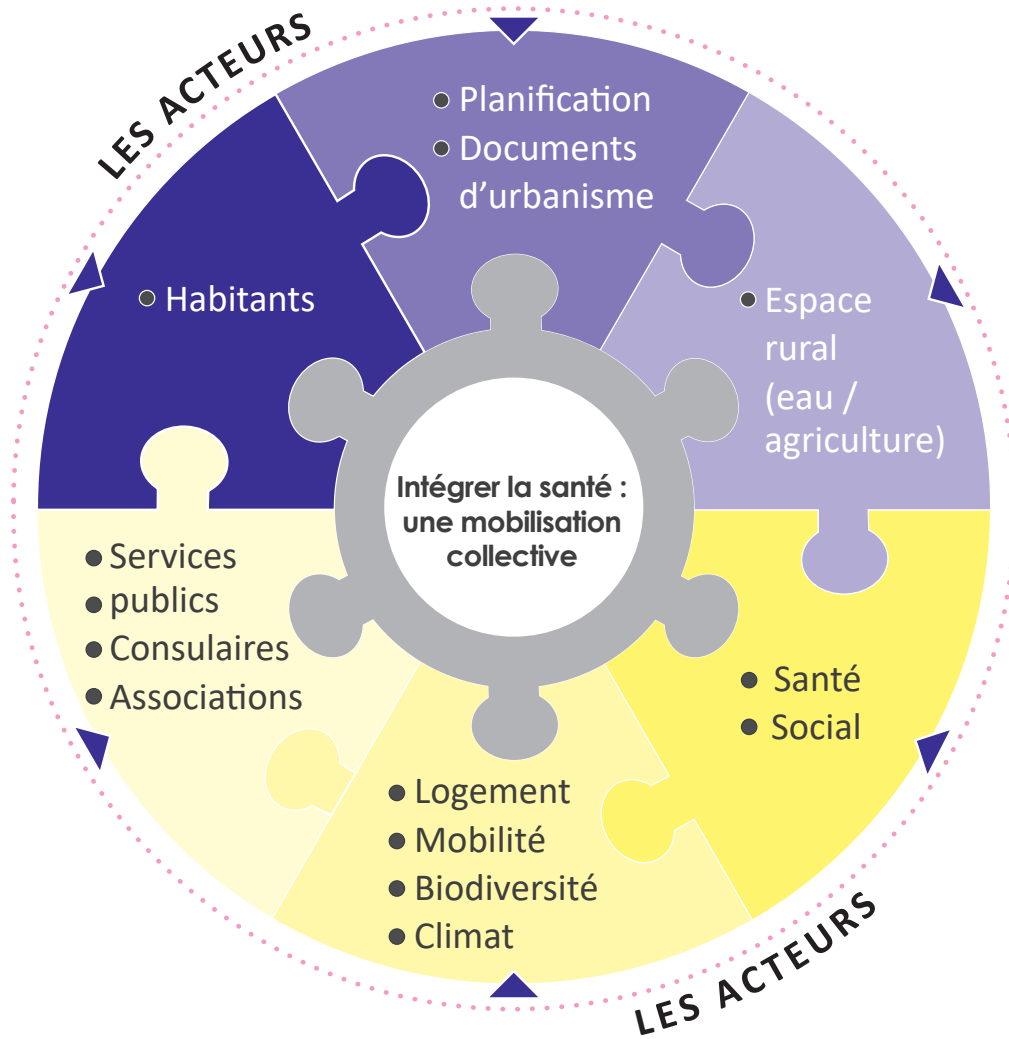 LES ACTEURS
Planification
Documents
d'urbanisme
Habitants
Espace
rural
(eau /
agriculture)
Intégrer la santé :
une mobilisation
collective
Services
publics
Consulaires
Associations
Santé
Social
Logement
Mobilité
Biodiversité
Climat
LES ACTEURS